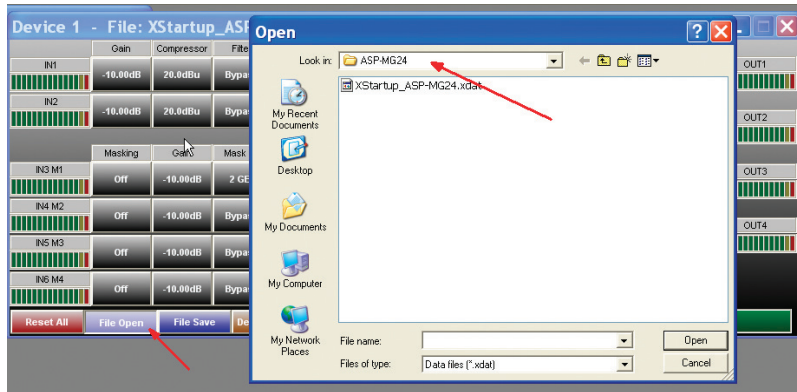 Device 1 - File: XStartup_ASP
Gain Compressor Filte
IN1 -10.00dB 20.0dBu Bypa
IN2 -10.00dB 20.0dBu Bypa
Masking Gain Mask
IN3 M1 Off -10.00dB 2 GE
IN4 M2 Off -10.00dB Bypa
IN5 M3 Off -10.00dB Bypa
IN6 M4 Off -10.00dB Bypa
Reset All File Open File Save De
Open
Look in: ASP-MG24
XStartup_ASP-MG24.xdat
My Recent
Documents
Desktop
My Documents
My Computer
My Network
Places
File name: Open
Files of type: Data files (*.xdat) Cancel
OUT1
OUT2
OUT3
OUT4